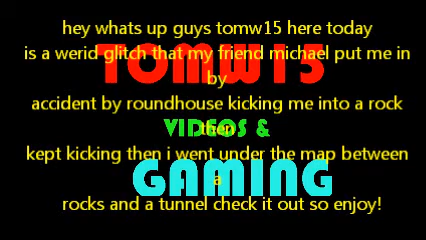 hey whats up guys tomw15 here today
is a werid glitch that my friend michael put me in
TOMW15
by
accident by roundhouse kicking me into a rock
then
VIDEOS &
kept kicking then i went under the map between
GAMING
a
rocks and a tunnel check it out so enjoy!